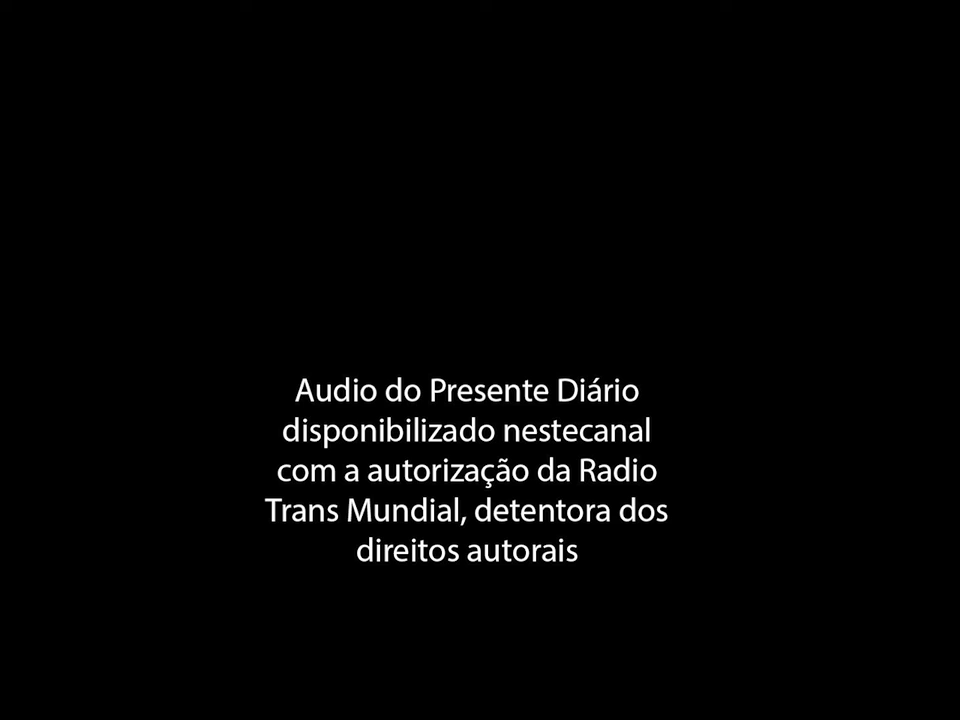 Audio do Presente Diário
disponibilizado nestecanal
com a autorização da Radio
Trans Mundial, detentora dos
direitos autorais